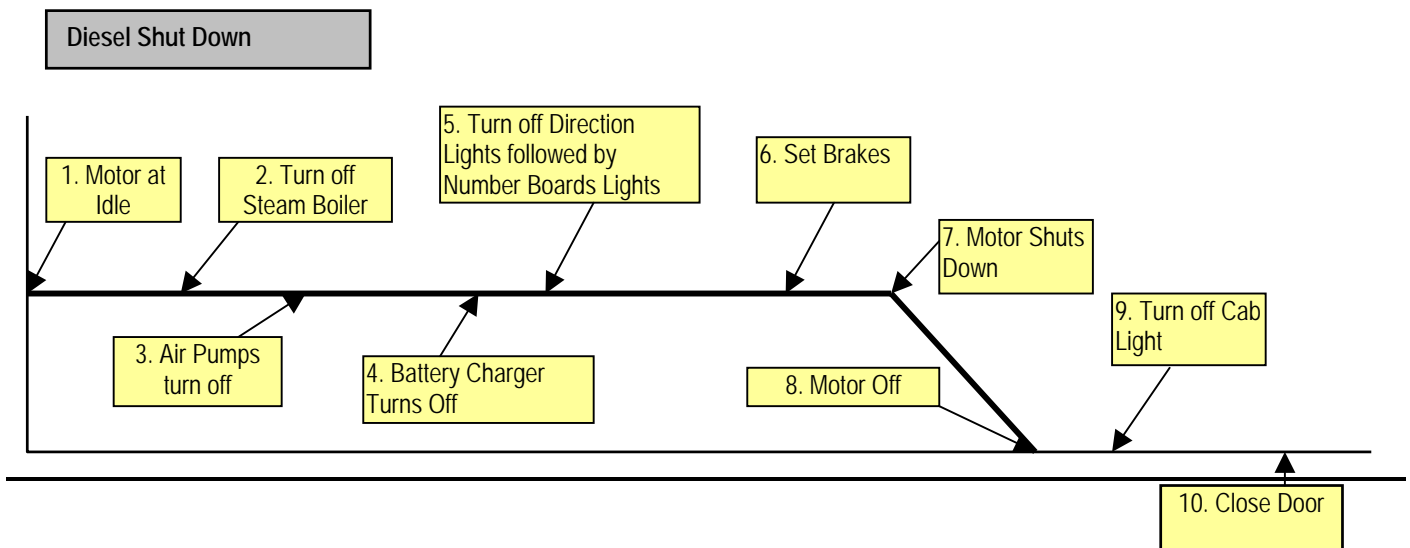 Diesel Shut Down
1. Motor at
Idle
2. Turn off
Steam Boiler
3. Air Pumps
turn off
4. Battery Charger
Turns Off
5. Turn off Direction
Lights followed by
Number Boards Lights
6. Set Brakes
7. Motor Shuts
Down
8. Motor Off
9. Turn off Cab
Light
10. Close Door